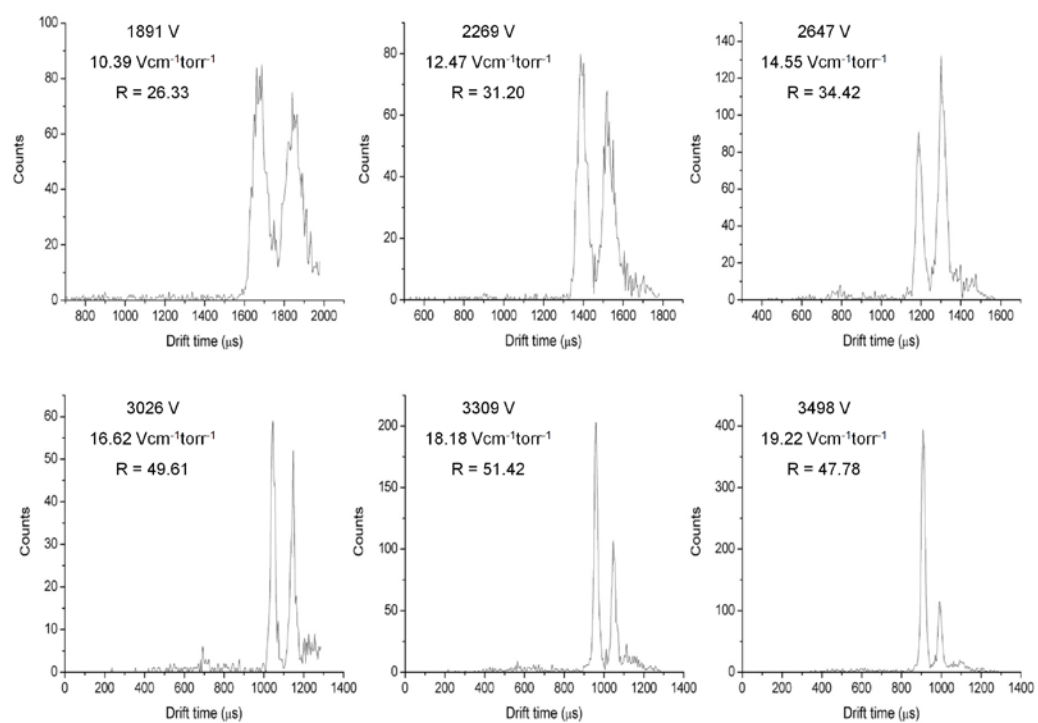 1891 V
10.39 Vcm⁻¹torr⁻¹
R = 26.33
100
80
60
40
20
0
Counts
800 1000 1200 1400 1600 1800 2000
Drift time (μs)
2269 V
12.47 Vcm⁻¹torr⁻¹
R = 31.20
80
60
40
20
0
Counts
600 800 1000 1200 1400 1600 1800
Drift time (μs)
2647 V
14.55 Vcm⁻¹torr⁻¹
R = 34.42
140
120
100
80
60
40
20
0
Counts
400 600 800 1000 1200 1400 1600
Drift time (μs)
3026 V
16.62 Vcm⁻¹torr⁻¹
R = 49.61
60
50
40
30
20
10
0
Counts
0 200 400 600 800 1000 1200 1400
Drift time (μs)
3309 V
18.18 Vcm⁻¹torr⁻¹
R = 51.42
200
150
100
50
0
Counts
0 200 400 600 800 1000 1200 1400
Drift time (μs)
3498 V
19.22 Vcm⁻¹torr⁻¹
R = 47.78
400
300
200
100
0
Counts
0 200 400 600 800 1000 1200 1400
Drift time (μs)